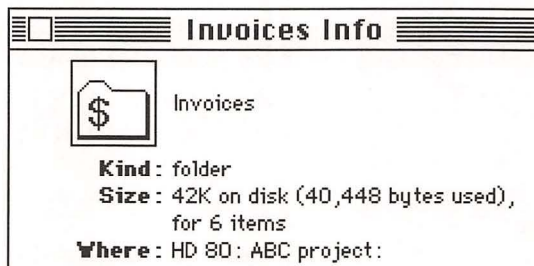 Invoices Info
$
Invoices
Kind: folder
Size: 42K on disk (40,448 bytes used),
for 6 items
Where: HD 80: ABC project: